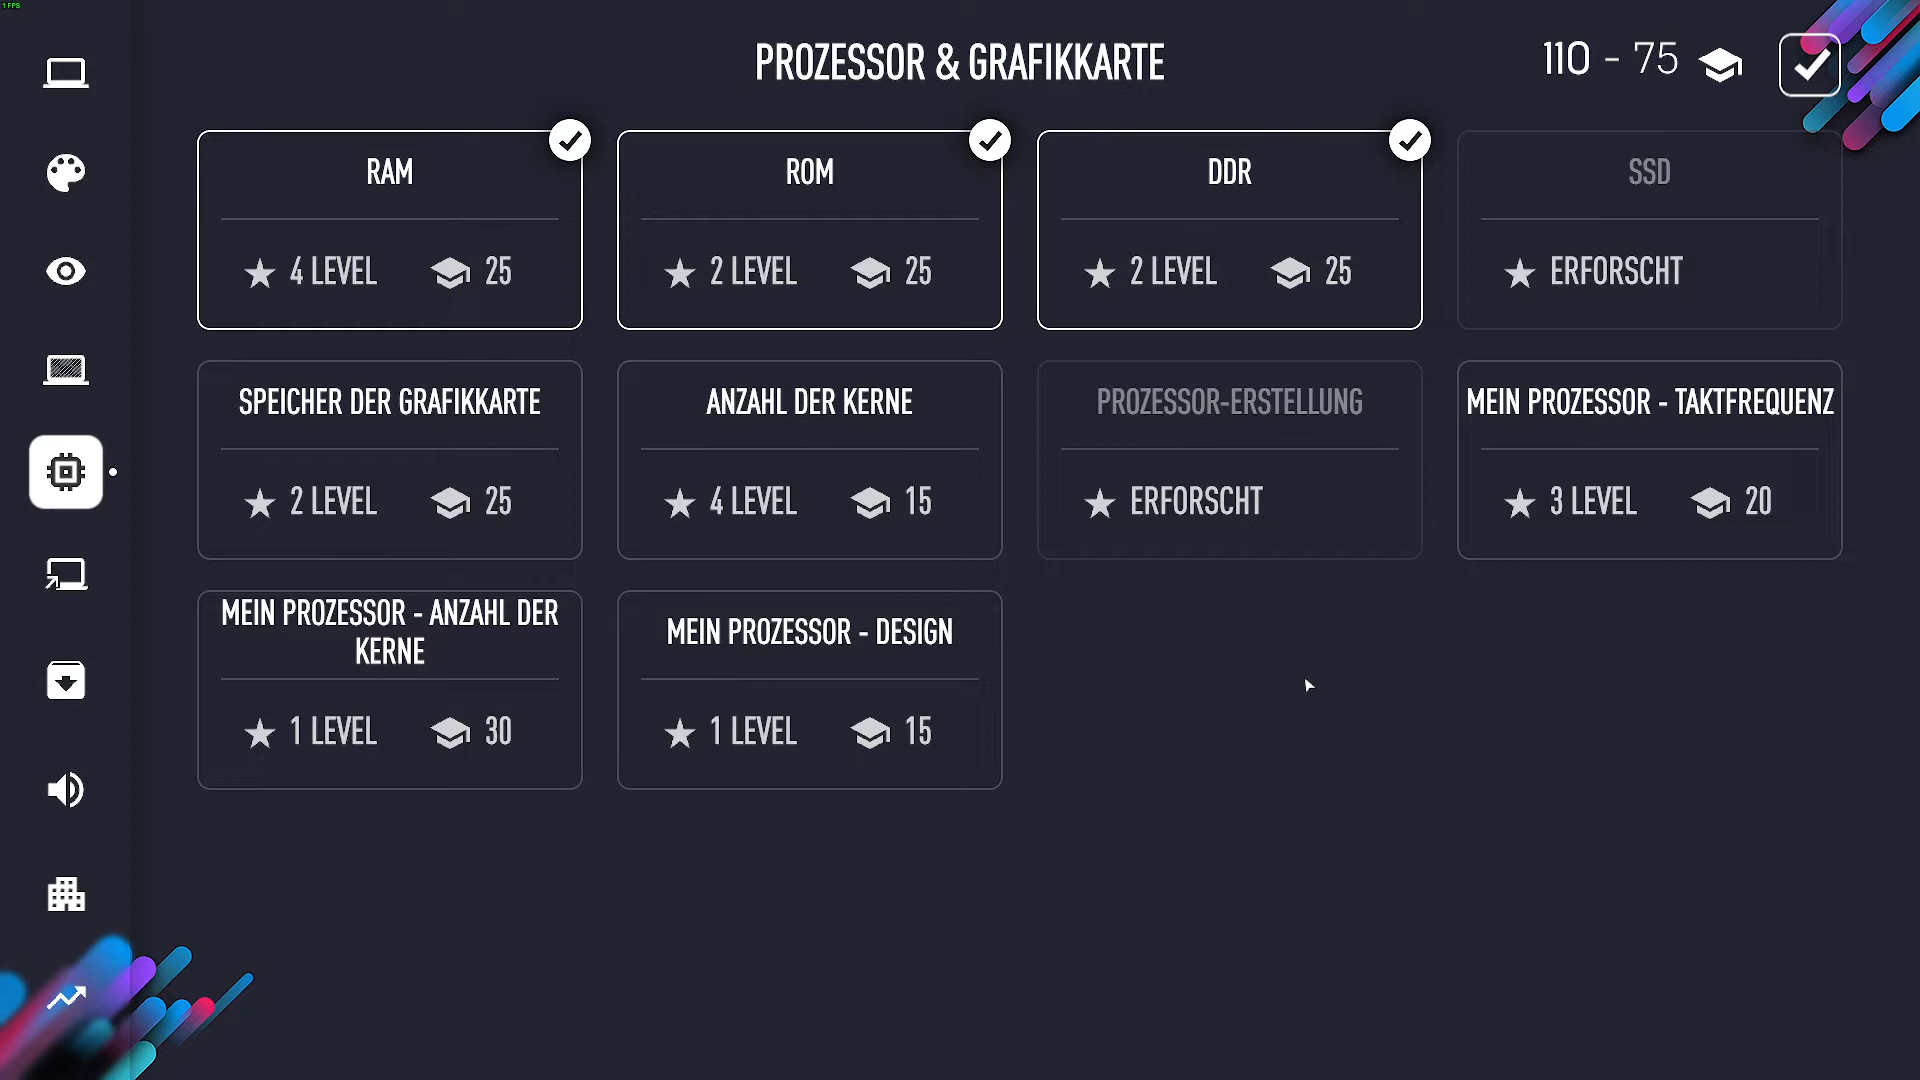 1 FPS
PROZESSOR & GRAFIKKARTE
110 - 75
RAM
4 LEVEL 25
ROM
2 LEVEL 25
DDR
2 LEVEL 25
SSD
ERFORSCHT
SPEICHER DER GRAFIKKARTE
2 LEVEL 25
ANZAHL DER KERNE
4 LEVEL 15
PROZESSOR-ERSTELLUNG
ERFORSCHT
MEIN PROZESSOR - TAKTFREQUENZ
3 LEVEL 20
MEIN PROZESSOR - ANZAHL DER
KERNE
1 LEVEL 30
MEIN PROZESSOR - DESIGN
1 LEVEL 15